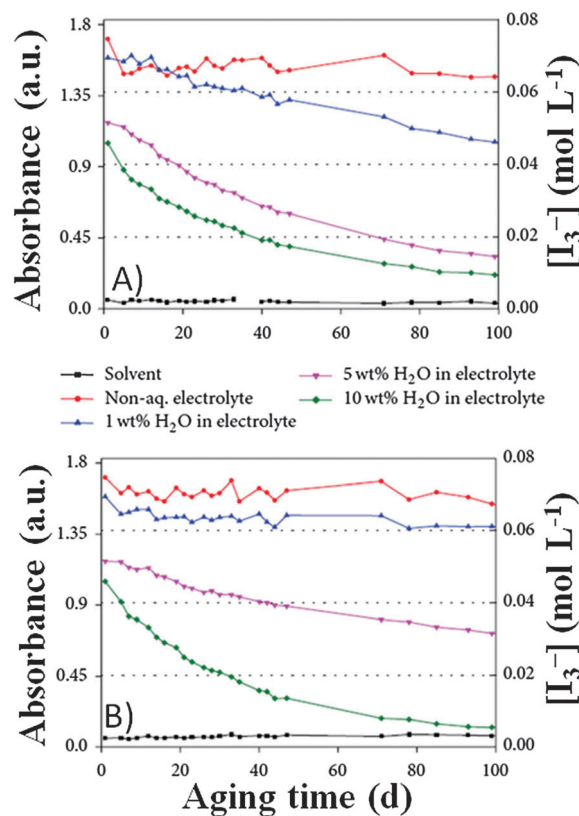 1.8
1.35
0.9
0.45
0.0
Absorbance (a.u.)
A)
0.08
0.06
0.04
0.02
0.00
[I₃⁻] (mol L⁻¹)
0 20 40 60 80 100
Solvent
Non-aq. electrolyte
1 wt% H₂O in electrolyte
5 wt% H₂O in electrolyte
10 wt% H₂O in electrolyte
1.8
1.35
0.9
0.45
0.0
Absorbance (a.u.)
B)
0.08
0.06
0.04
0.02
0.00
[I₃⁻] (mol L⁻¹)
0 20 40 60 80 100
Aging time (d)